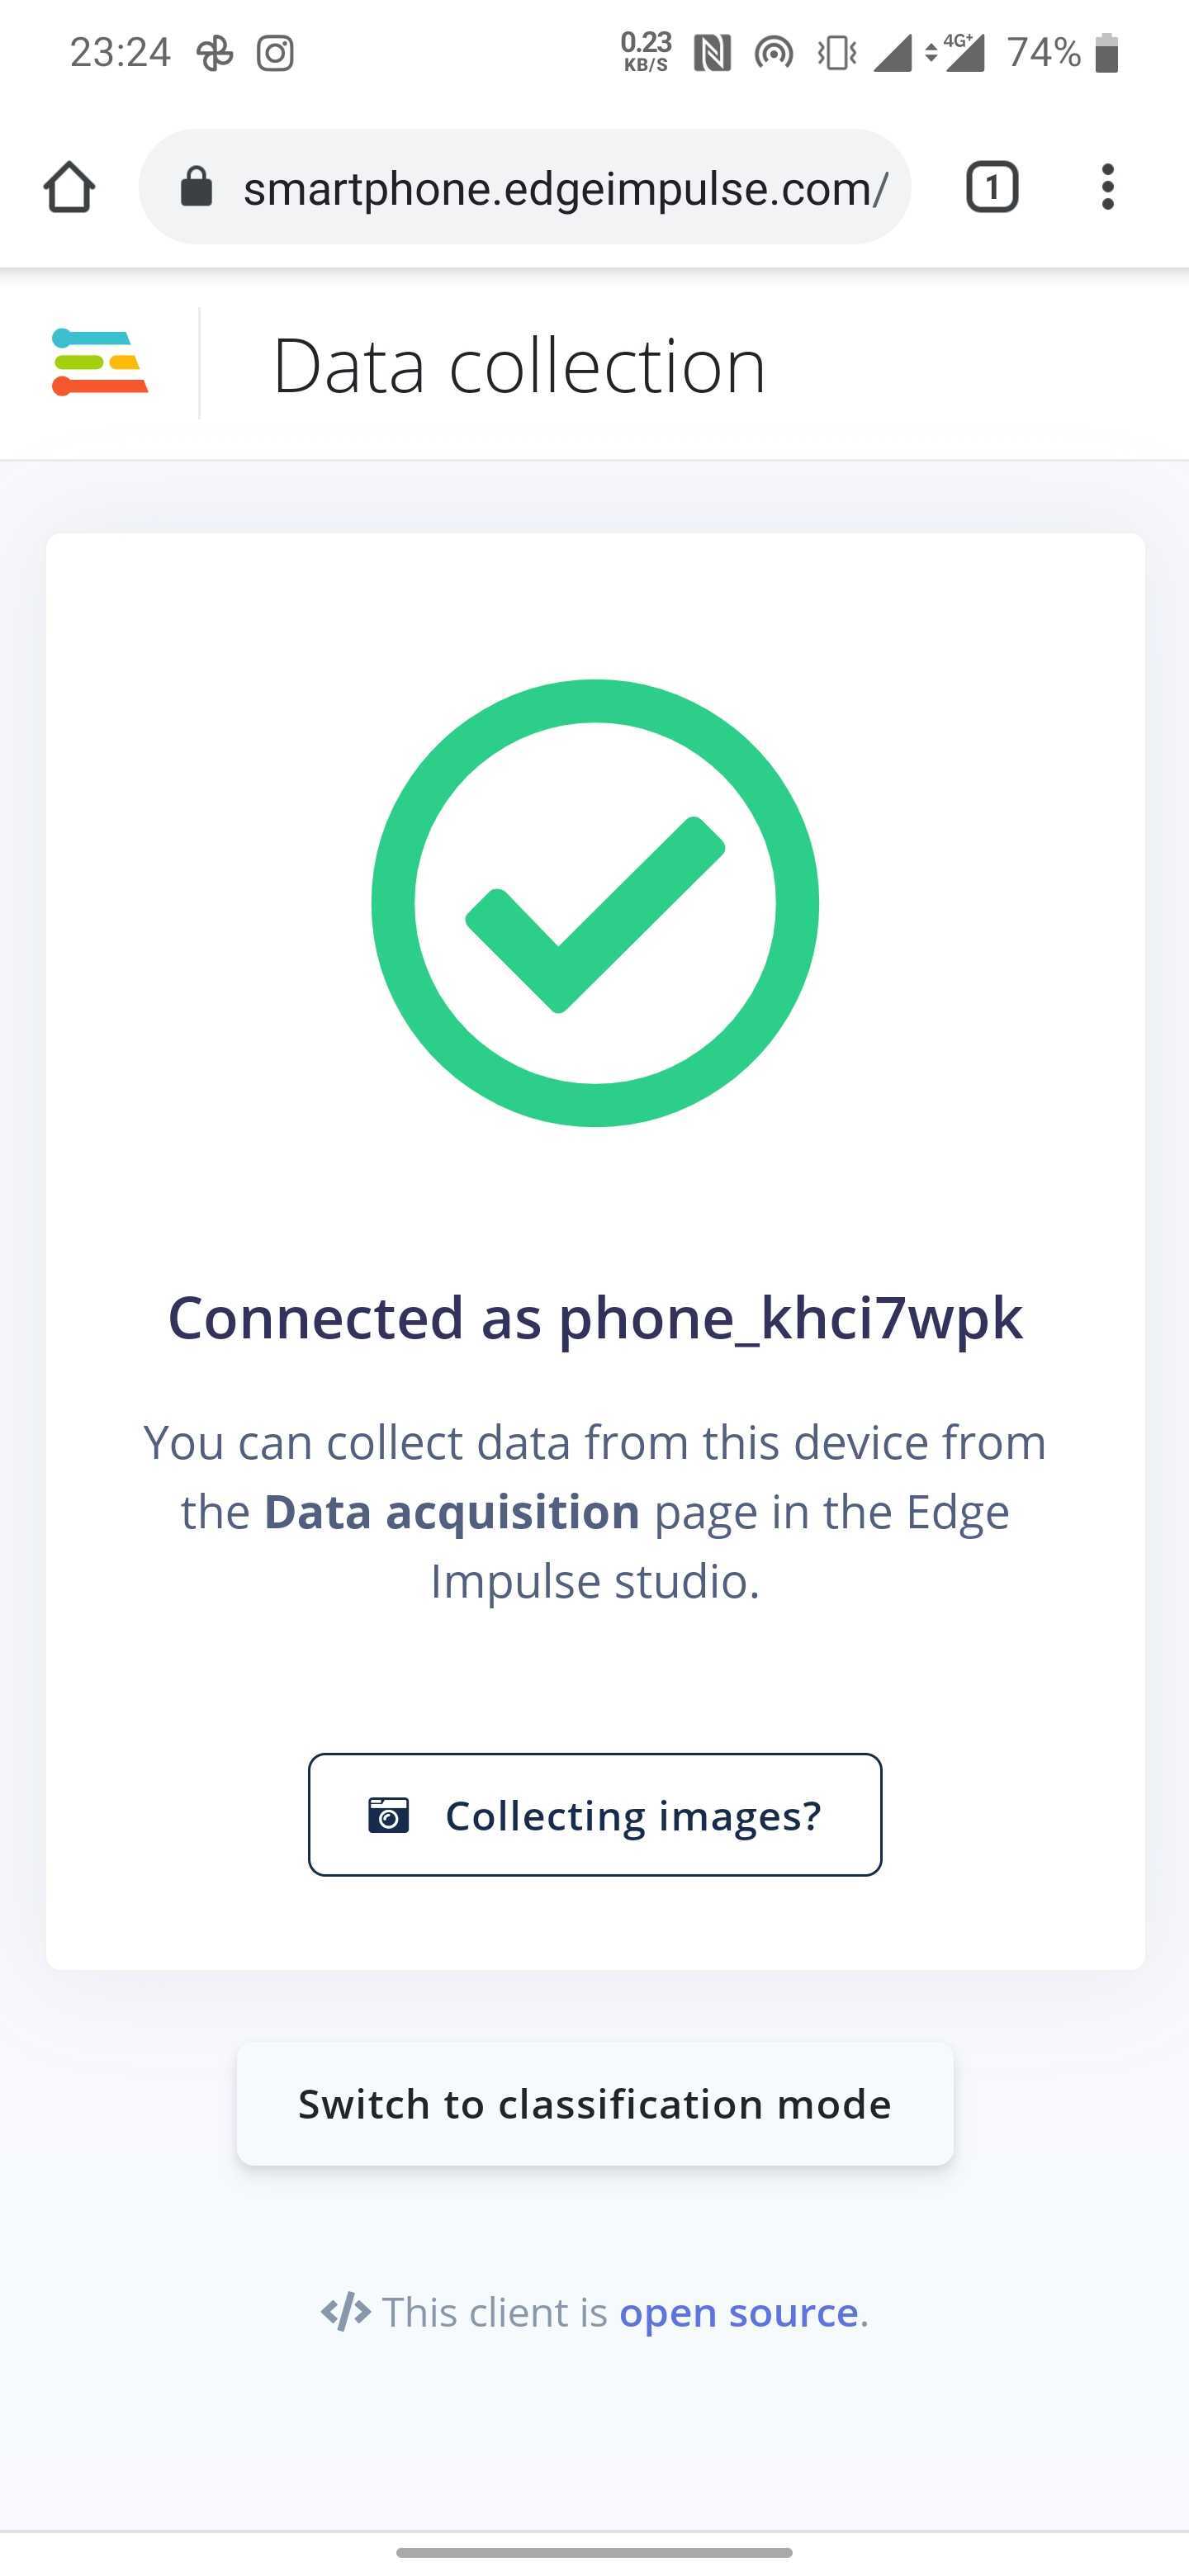 23:24 0.23 KB/S 4G+ 74%
smartphone.edgeimpulse.com/ 1
Data collection
Connected as phone_khci7wpk
You can collect data from this device from
the Data acquisition page in the Edge
Impulse studio.
Collecting images?
Switch to classification mode
</> This client is open source.